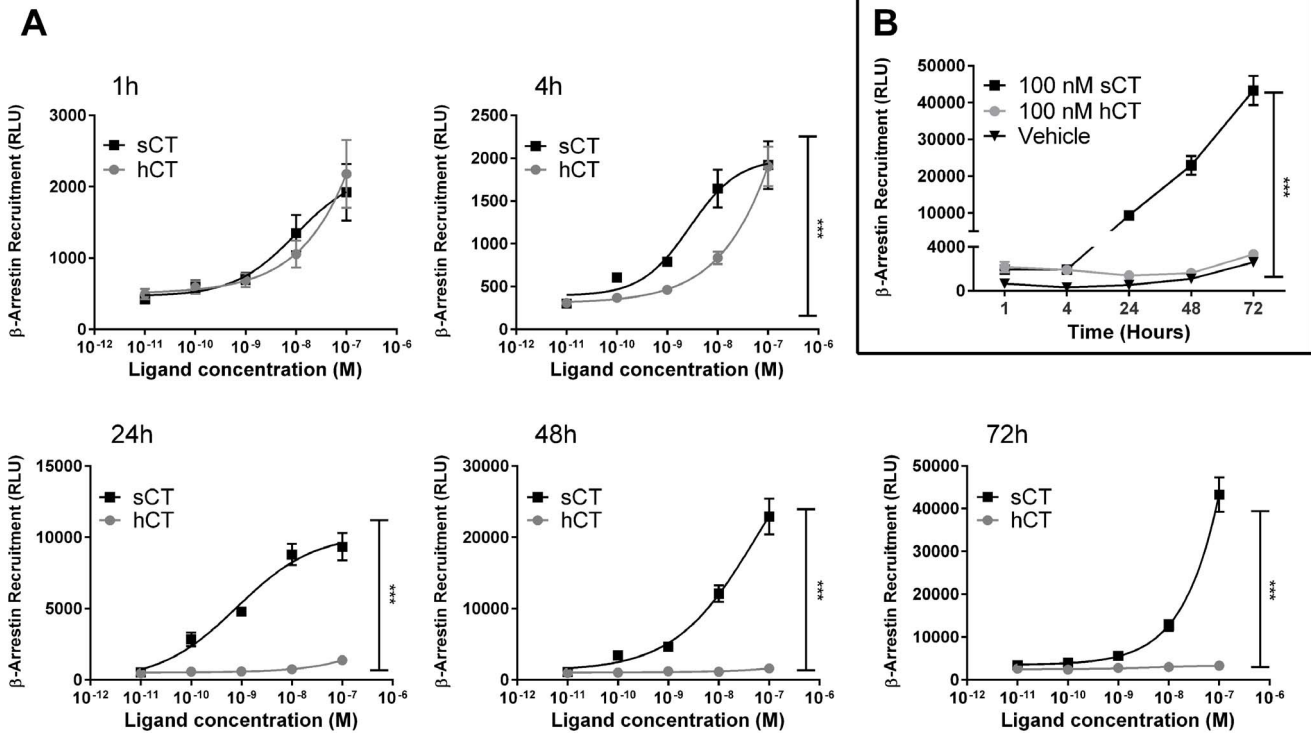 A
1h
β-Arrestin Recruitment (RLU)
3000
2000
1000
0
sCT
hCT
10-12 10-11 10-10 10-9 10-8 10-7 10-6
Ligand concentration (M)
4h
β-Arrestin Recruitment (RLU)
2500
2000
1500
1000
500
0
sCT
hCT
***
10-12 10-11 10-10 10-9 10-8 10-7 10-6
Ligand concentration (M)
B
β-Arrestin Recruitment (RLU)
50000
40000
30000
20000
10000
4000
0
100 nM sCT
100 nM hCT
Vehicle
***
1 4 24 48 72
Time (Hours)
24h
β-Arrestin Recruitment (RLU)
15000
10000
5000
0
sCT
hCT
***
10-12 10-11 10-10 10-9 10-8 10-7 10-6
Ligand concentration (M)
48h
β-Arrestin Recruitment (RLU)
30000
20000
10000
0
sCT
hCT
***
10-12 10-11 10-10 10-9 10-8 10-7 10-6
Ligand concentration (M)
72h
β-Arrestin Recruitment (RLU)
50000
40000
30000
20000
10000
0
sCT
hCT
***
10-12 10-11 10-10 10-9 10-8 10-7 10-6
Ligand concentration (M)